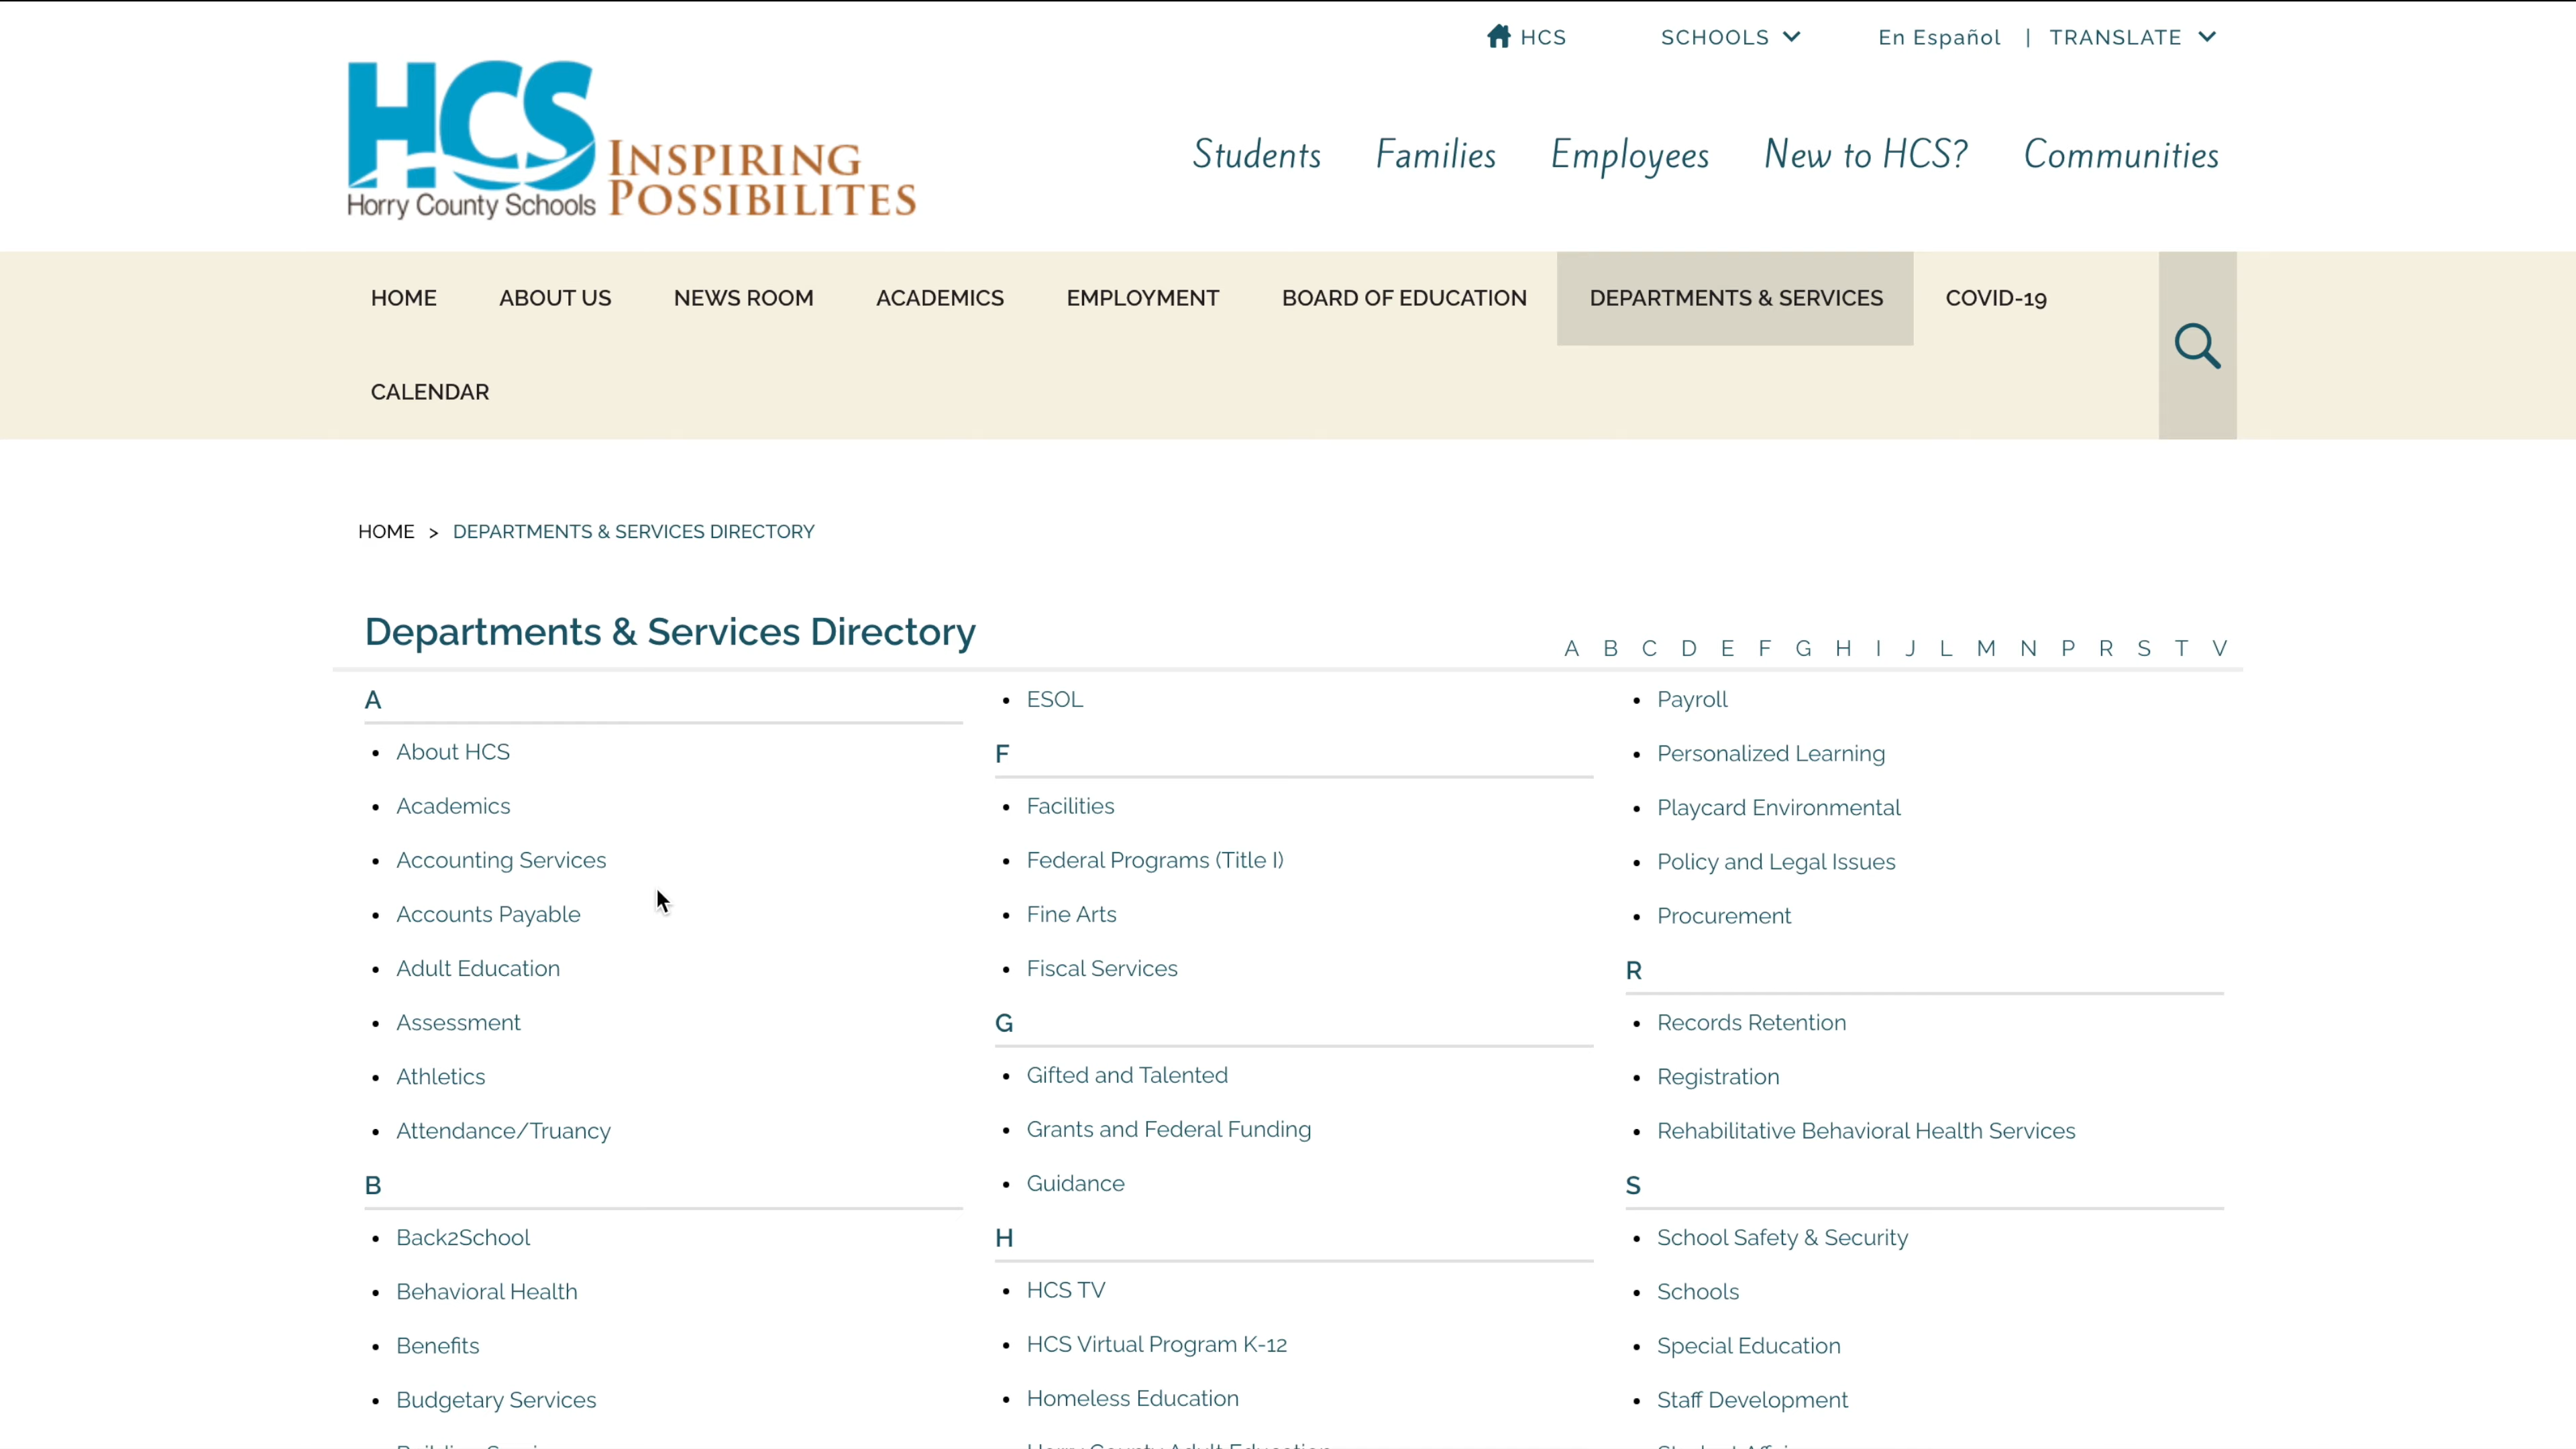 HCS
SCHOOLS
En Español | TRANSLATE
HCS
Horry County Schools
INSPIRING
POSSIBILITES
Students
Families
Employees
New to HCS?
Communities
HOME
ABOUT US
NEWS ROOM
ACADEMICS
EMPLOYMENT
BOARD OF EDUCATION
DEPARTMENTS & SERVICES
COVID-19
CALENDAR
HOME > DEPARTMENTS & SERVICES DIRECTORY
Departments & Services Directory
A B C D E F G H I J L M N P R S T V
A
• About HCS
• Academics
• Accounting Services
• Accounts Payable
• Adult Education
• Assessment
• Athletics
• Attendance/Truancy
B
• Back2School
• Behavioral Health
• Benefits
• Budgetary Services
• ESOL
F
• Facilities
• Federal Programs (Title I)
• Fine Arts
• Fiscal Services
G
• Gifted and Talented
• Grants and Federal Funding
• Guidance
H
• HCS TV
• HCS Virtual Program K-12
• Homeless Education
Horry County Adult Education
• Payroll
• Personalized Learning
• Playcard Environmental
• Policy and Legal Issues
• Procurement
R
• Records Retention
• Registration
• Rehabilitative Behavioral Health Services
S
• School Safety & Security
• Schools
• Special Education
• Staff Development